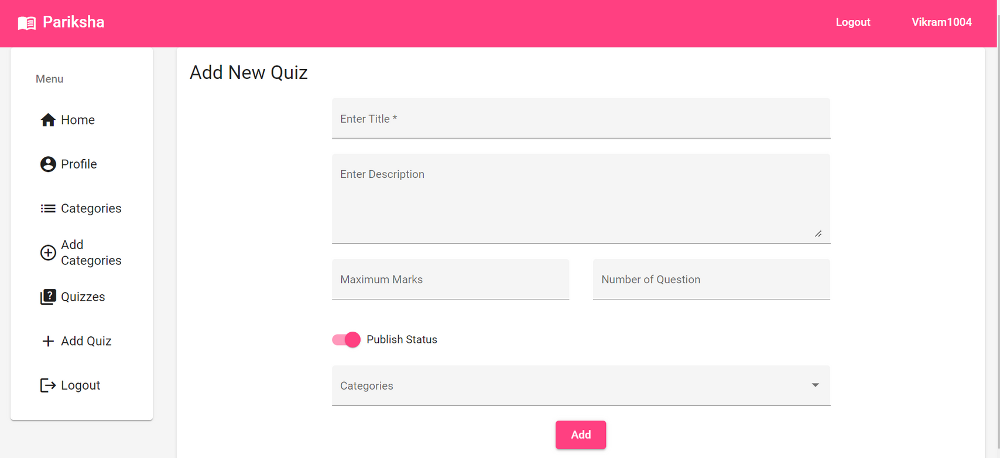 Pariksha
Logout
Vikram1004
Menu
Home
Profile
Categories
Add
Categories
Quizzes
Add Quiz
Logout
Add New Quiz
Enter Title *
Enter Description
Maximum Marks
Number of Question
Publish Status
Categories
Add